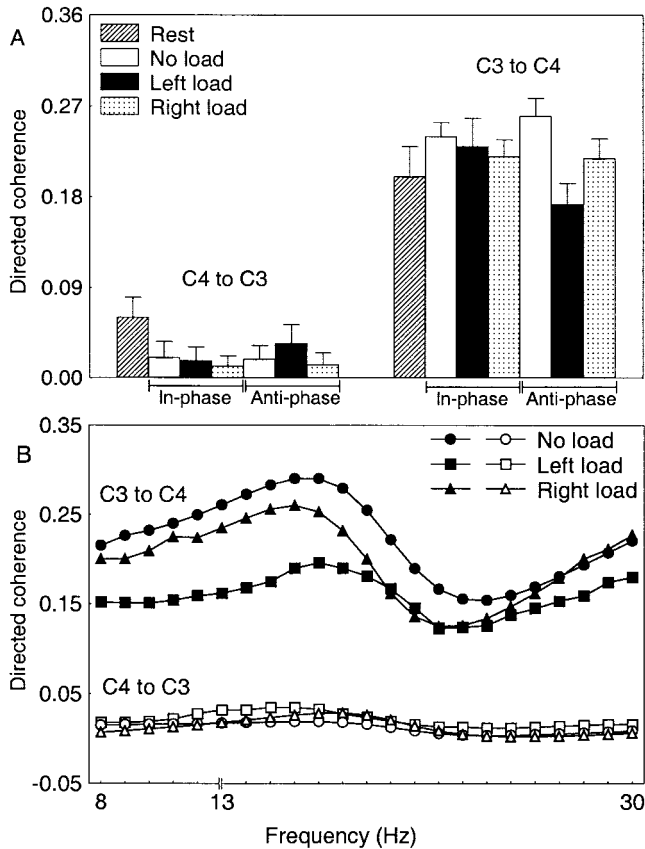 A
0.36
0.27
0.18
0.09
0.00
Directed coherence
Rest
No load
Left load
Right load
C3 to C4
C4 to C3
In-phase
Anti-phase
In-phase
Anti-phase
B
0.35
0.25
0.15
0.05
-0.05
Directed coherence
No load
Left load
Right load
C3 to C4
C4 to C3
8
13
30
Frequency (Hz)